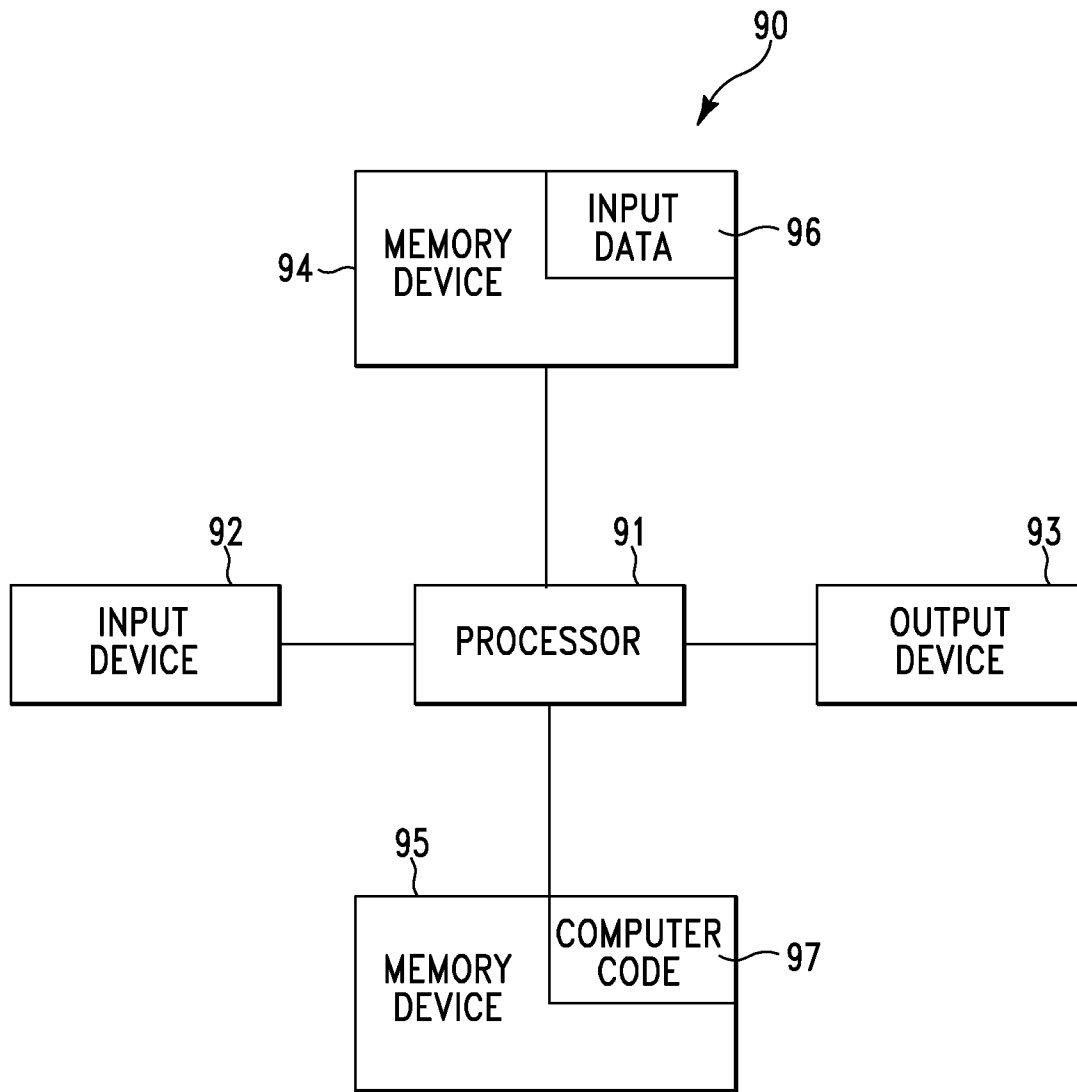 90
INPUT
DATA
96
MEMORY
DEVICE
94
92
91
93
INPUT
DEVICE
PROCESSOR
OUTPUT
DEVICE
95
COMPUTER
CODE
97
MEMORY
DEVICE